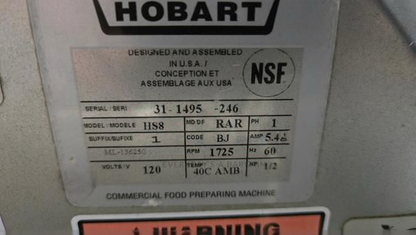 HOBART
DESIGNED AND ASSEMBLED
IN U.S.A. /
CONCEPTION ET
ASSEMBLAGE AUX USA
NSF
SERIAL / SERI 31-1495 -246
MODEL / MODELE HS8 MD DF RAR PH 1
SUFFIX/SUFIXE 1 CODE BJ AMP 5.4
RPM 1725 Hz 60
VOLTS / V 120 TEMP 40C AMB HP 1/2
COMMERCIAL FOOD PREPARING MACHINE
WARNING